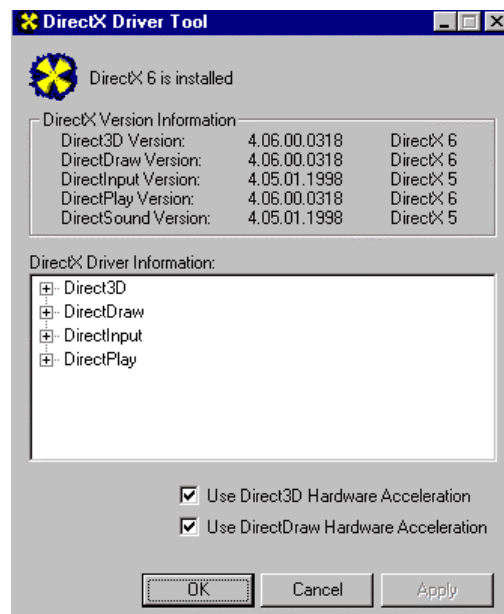 DirectX Driver Tool
DirectX 6 is installed
DirectX Version Information
Direct3D Version: 4.06.00.0318 DirectX 6
DirectDraw Version: 4.06.00.0318 DirectX 6
DirectInput Version: 4.05.01.1998 DirectX 5
DirectPlay Version: 4.06.00.0318 DirectX 6
DirectSound Version: 4.05.01.1998 DirectX 5
DirectX Driver Information:
Direct3D
DirectDraw
DirectInput
DirectPlay
Use Direct3D Hardware Acceleration
Use DirectDraw Hardware Acceleration
OK Cancel Apply